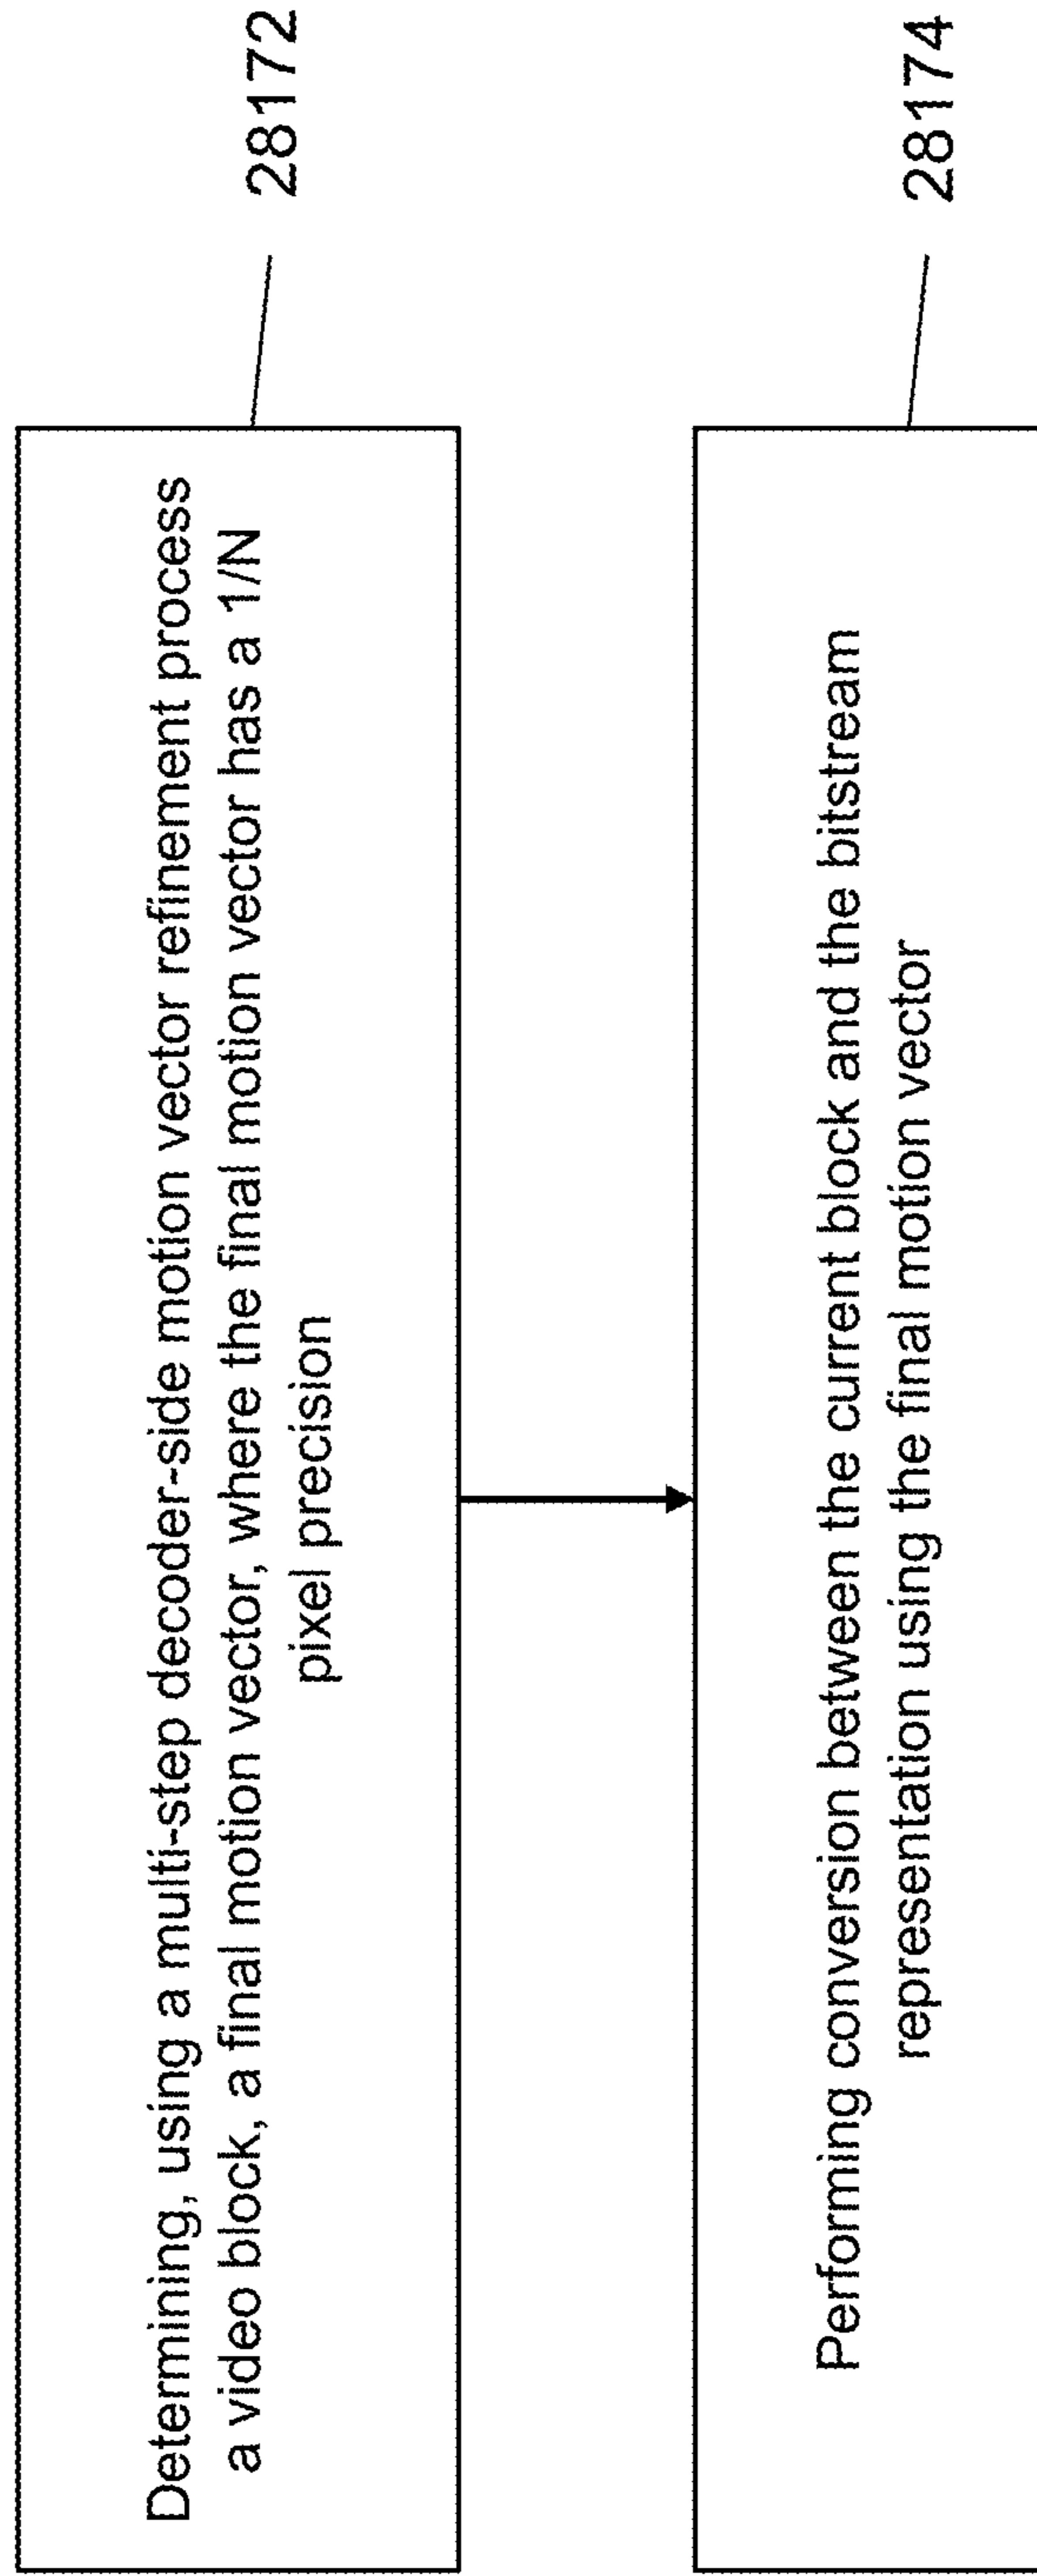 Determining, using a multi-step decoder-side motion vector refinement process
a video block, a final motion vector, where the final motion vector has a 1/N
pixel precision
28172
Performing conversion between the current block and the bitstream
representation using the final motion vector
28174